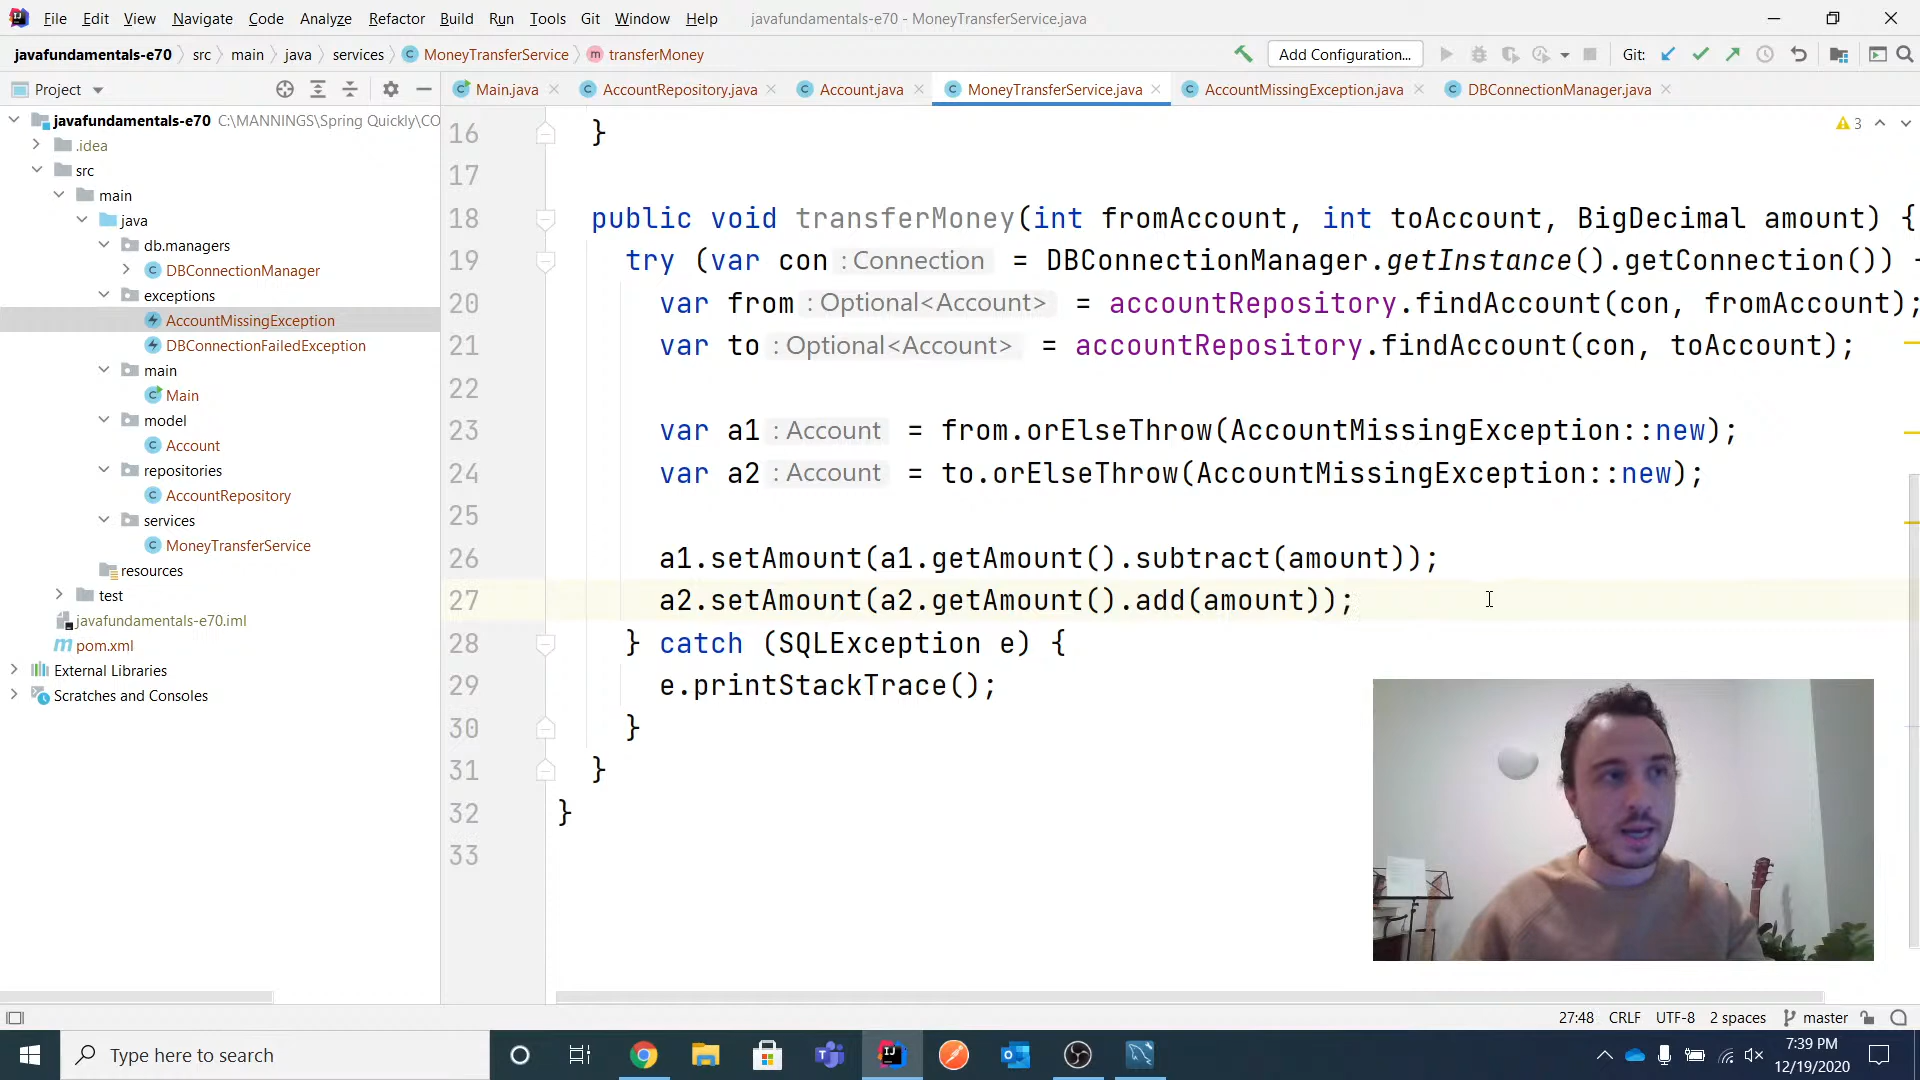 File Edit View Navigate Code Analyze Refactor Build Run Tools Git Window Help javafundamentals-e70 - MoneyTransferService.java
javafundamentals-e70 src main java services MoneyTransferService transferMoney Add Configuration... Git:
Project Main.java AccountRepository.java Account.java MoneyTransferService.java AccountMissingException.java DBConnectionManager.java
javafundamentals-e70 C:\MANNINGS\Spring Quickly\CO
.idea
src
main
java
db.managers
DBConnectionManager
exceptions
AccountMissingException
DBConnectionFailedException
main
Main
model
Account
repositories
AccountRepository
services
MoneyTransferService
resources
test
javafundamentals-e70.iml
pom.xml
External Libraries
Scratches and Consoles
3
16 }
17
18 public void transferMoney(int fromAccount, int toAccount, BigDecimal amount) {
19 try (var con : Connection = DBConnectionManager.getInstance().getConnection())
20 var from : Optional<Account> = accountRepository.findAccount(con, fromAccount);
21 var to : Optional<Account> = accountRepository.findAccount(con, toAccount);
22
23 var a1 : Account = from.orElseThrow(AccountMissingException::new);
24 var a2 : Account = to.orElseThrow(AccountMissingException::new);
25
26 a1.setAmount(a1.getAmount().subtract(amount));
27 a2.setAmount(a2.getAmount().add(amount));
28 } catch (SQLException e) {
29 e.printStackTrace();
30 }
31 }
32 }
33
27:48 CRLF UTF-8 2 spaces master
Type here to search
7:39 PM
12/19/2020